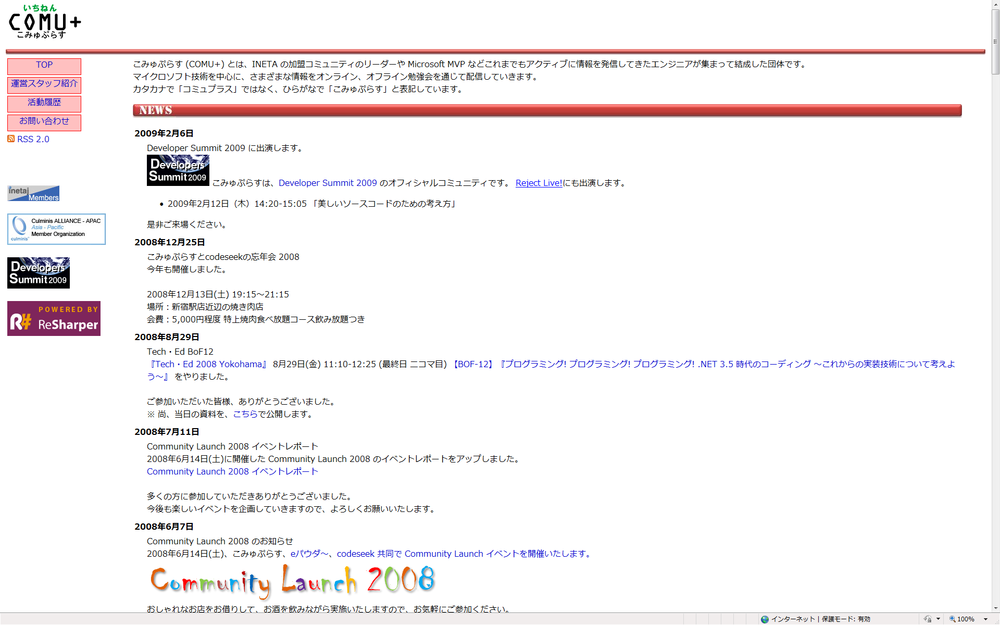 いちねん
COMU+
こみゅぷらす
TOP
運営スタッフ紹介
活動履歴
お問い合わせ
RSS 2.0
inetaj
Members
Culminis ALLIANCE - APAC
Asia - Pacific
Member Organization
culminis
Developers
Summit 2009
POWERED BY
R# ReSharper
こみゅぷらす (COMU+) とは、INETA の加盟コミュニティのリーダーや Microsoft MVP などこれまでもアクティブに情報を発信してきたエンジニアが集まって結成した団体です。
マイクロソフト技術を中心に、さまざまな情報をオンライン、オフライン勉強会を通じて配信していきます。
カタカナで「コミュプラス」ではなく、ひらがなで「こみゅぷらす」と表記しています。
NEWS
2009年2月6日
Developer Summit 2009 に出演します。
Developers
Summit 2009
こみゅぷらすは、Developer Summit 2009 のオフィシャルコミュニティです。 Reject Live!にも出演します。
• 2009年2月12日（木）14:20-15:05 「美しいソースコードのための考え方」
是非ご来場ください。
2008年12月25日
こみゅぷらすとcodeseekの忘年会 2008
今年も開催しました。
2008年12月13日(土) 19:15～21:15
場所：新宿駅店近辺の焼き肉店
会費：5,000円程度 特上焼肉食べ放題コース飲み放題つき
2008年8月29日
Tech・Ed BoF12
『Tech・Ed 2008 Yokohama』 8月29日(金) 11:10-12:25 (最終日 二コマ目) 【BOF-12】『プログラミング! プログラミング! プログラミング! .NET 3.5 時代のコーディング ～これからの実装技術について考えよ
う～』 をやりました。
ご参加いただいた皆様、ありがとうございました。
※ 尚、当日の資料を、こちらで公開します。
2008年7月11日
Community Launch 2008 イベントレポート
2008年6月14日(土)に開催した Community Launch 2008 のイベントレポートをアップしました。
Community Launch 2008 イベントレポート
多くの方に参加していただきありがとうございました。
今後も楽しいイベントを企画していきますので、よろしくお願いいたします。
2008年6月7日
Community Launch 2008 のお知らせ
2008年6月14日(土)、こみゅぷらす、eパウダ～、codeseek 共同で Community Launch イベントを開催いたします。
Community Launch 2008
おしゃれなお店をお借りして、お酒を飲みながら実施いたしますので、お気軽にご参加ください。
インターネット | 保護モード: 有効
100%